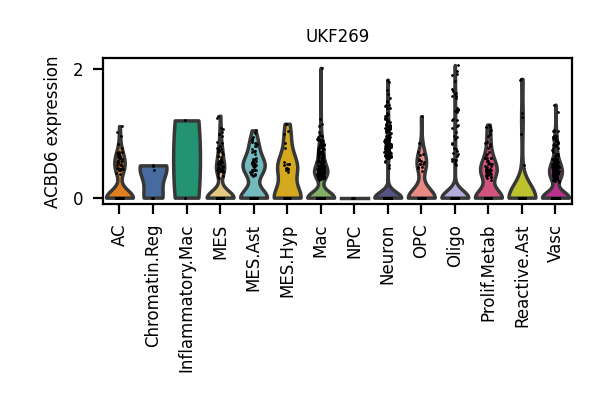 UKF269
ACBD6 expression
2
0
AC
Chromatin.Reg
Inflammatory.Mac
MES
MES.Ast
MES.Hyp
Mac
NPC
Neuron
OPC
Oligo
Prolif.Metab
Reactive.Ast
Vasc